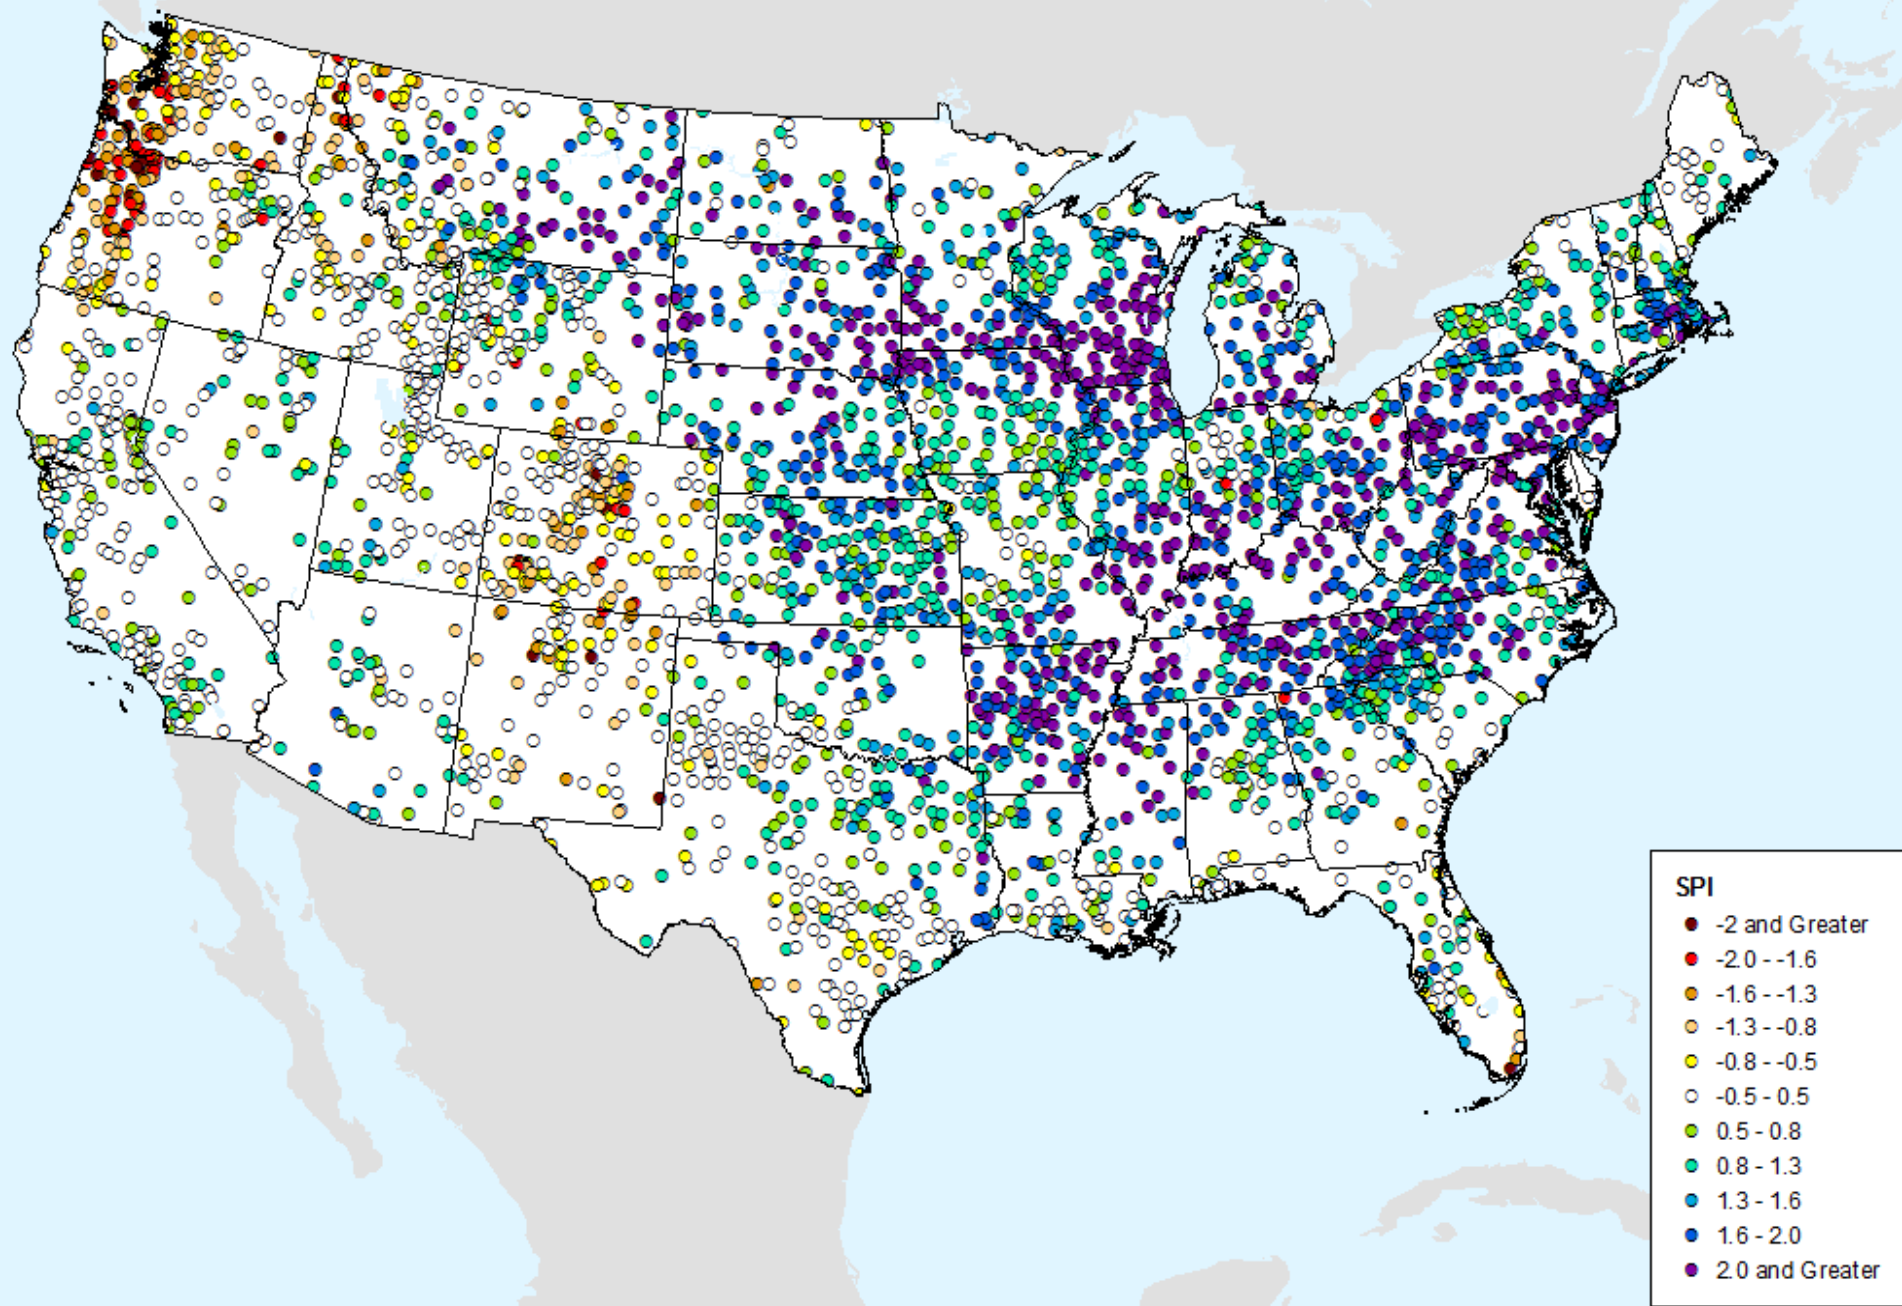 SPI
-2 and Greater
-2.0 - -1.6
-1.6 - -1.3
-1.3 - -0.8
-0.8 - -0.5
-0.5 - 0.5
0.5 - 0.8
0.8 - 1.3
1.3 - 1.6
1.6 - 2.0
2.0 and Greater